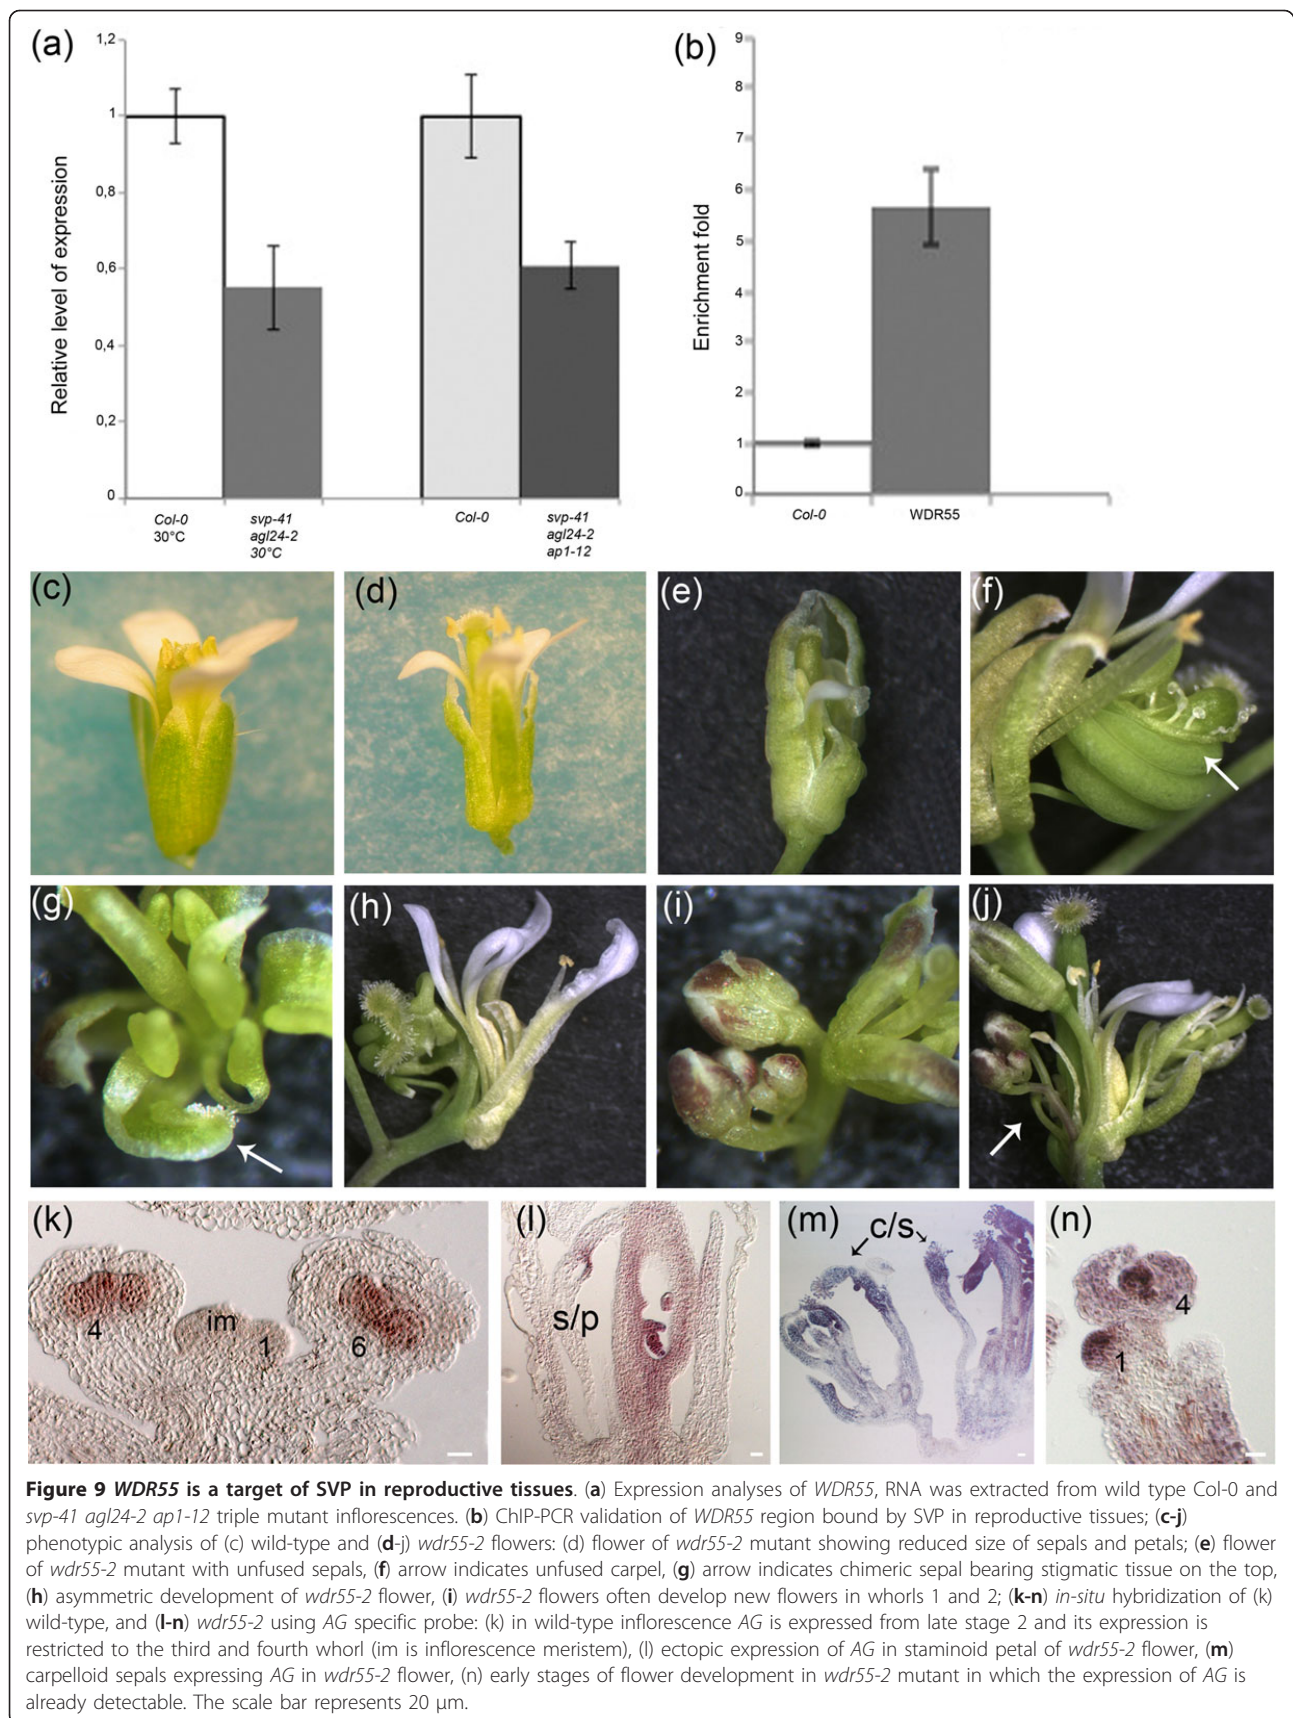 (a)
1,2
1
0,8
0,6
0,4
0,2
0
Relative level of expression
Col-0
30°C
svp-41
agl24-2
30°C
Col-0
svp-41
agl24-2
ap1-12
(b)
9
8
7
6
5
4
3
2
1
0
Enrichment fold
Col-0
WDR55
(c)
(d)
(e)
(f)
(g)
(h)
(i)
(j)
(k)
4
im
1
6
(l)
s/p
(m)
c/s
(n)
4
1
Figure 9 WDR55 is a target of SVP in reproductive tissues. (a) Expression analyses of WDR55, RNA was extracted from wild type Col-0 and
svp-41 agl24-2 ap1-12 triple mutant inflorescences. (b) ChIP-PCR validation of WDR55 region bound by SVP in reproductive tissues; (c-j)
phenotypic analysis of (c) wild-type and (d-j) wdr55-2 flowers: (d) flower of wdr55-2 mutant showing reduced size of sepals and petals; (e) flower
of wdr55-2 mutant with unfused sepals, (f) arrow indicates unfused carpel, (g) arrow indicates chimeric sepal bearing stigmatic tissue on the top,
(h) asymmetric development of wdr55-2 flower, (i) wdr55-2 flowers often develop new flowers in whorls 1 and 2; (k-n) in-situ hybridization of (k)
wild-type, and (l-n) wdr55-2 using AG specific probe: (k) in wild-type inflorescence AG is expressed from late stage 2 and its expression is
restricted to the third and fourth whorl (im is inflorescence meristem), (l) ectopic expression of AG in staminoid petal of wdr55-2 flower, (m)
carpelloid sepals expressing AG in wdr55-2 flower, (n) early stages of flower development in wdr55-2 mutant in which the expression of AG is
already detectable. The scale bar represents 20 μm.